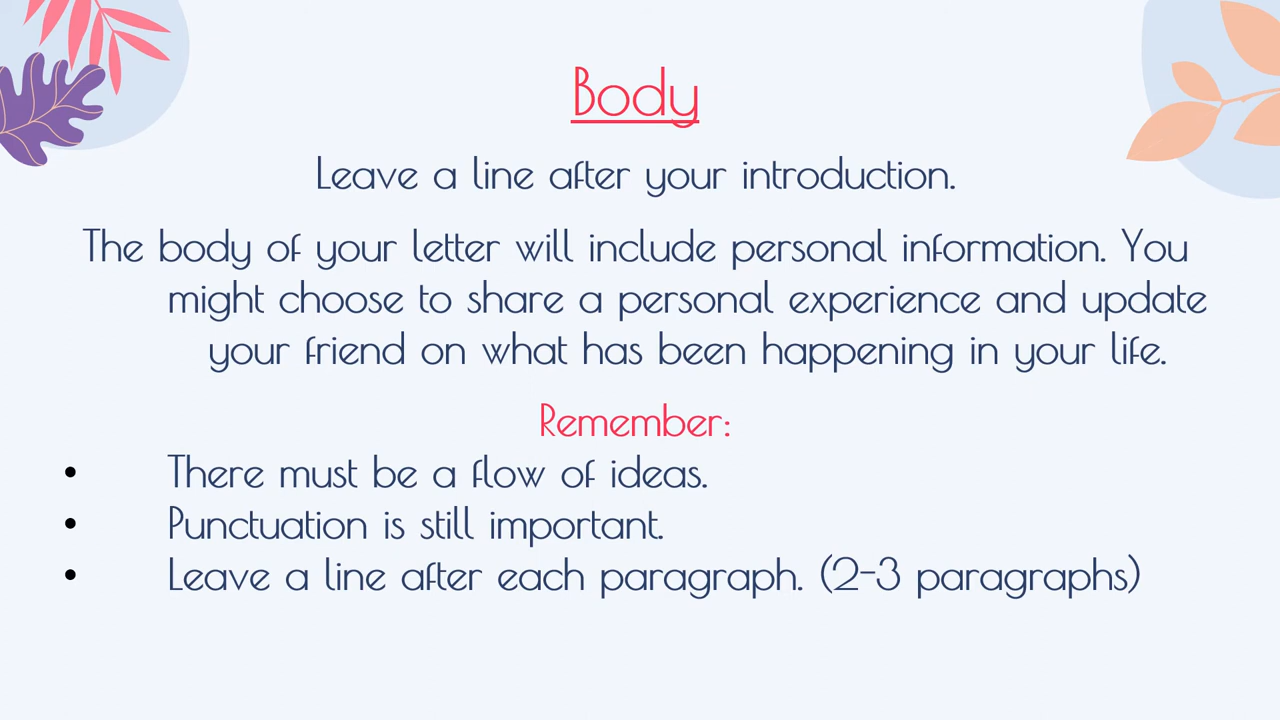 Body
Leave a line after your introduction.
The body of your letter will include personal information. You
might choose to share a personal experience and update
your friend on what has been happening in your life.
Remember:
• There must be a flow of ideas.
• Punctuation is still important.
• Leave a line after each paragraph. (2-3 paragraphs)